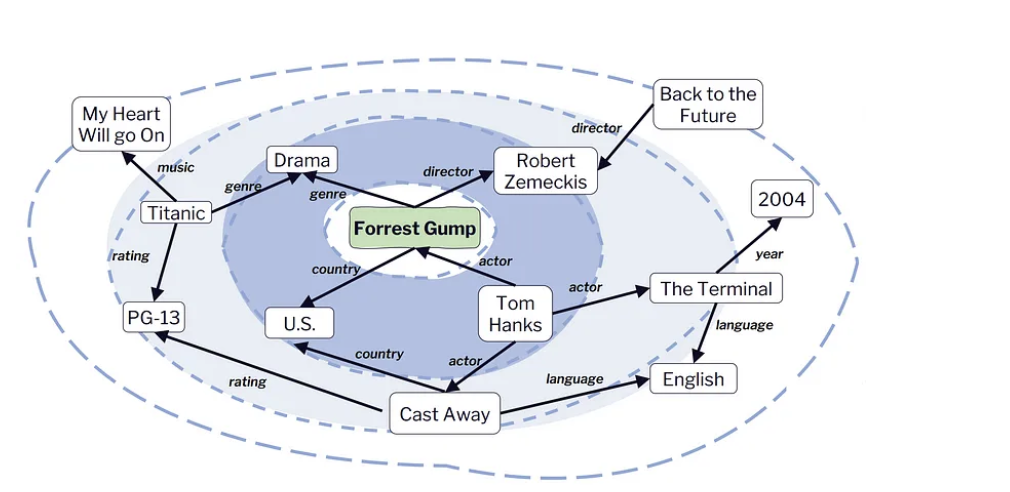 Back to the
Future
My Heart
Will go On
director
Drama
Robert
Zemeckis
music
director
genre
genre
2004
Titanic
Forrest Gump
rating
country
actor
year
actor
The Terminal
Tom
Hanks
PG-13
U.S.
language
country
actor
rating
language
English
Cast Away